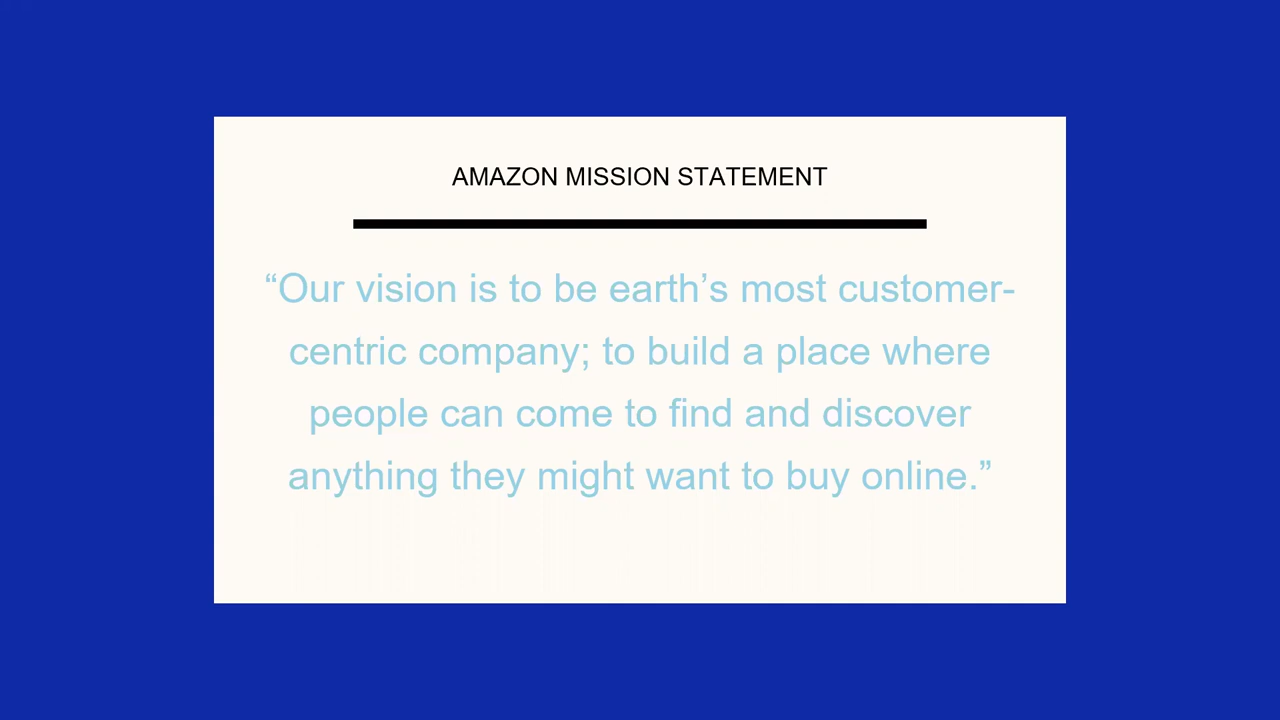 AMAZON MISSION STATEMENT
“Our vision is to be earth’s most customer-
centric company; to build a place where
people can come to find and discover
anything they might want to buy online.”